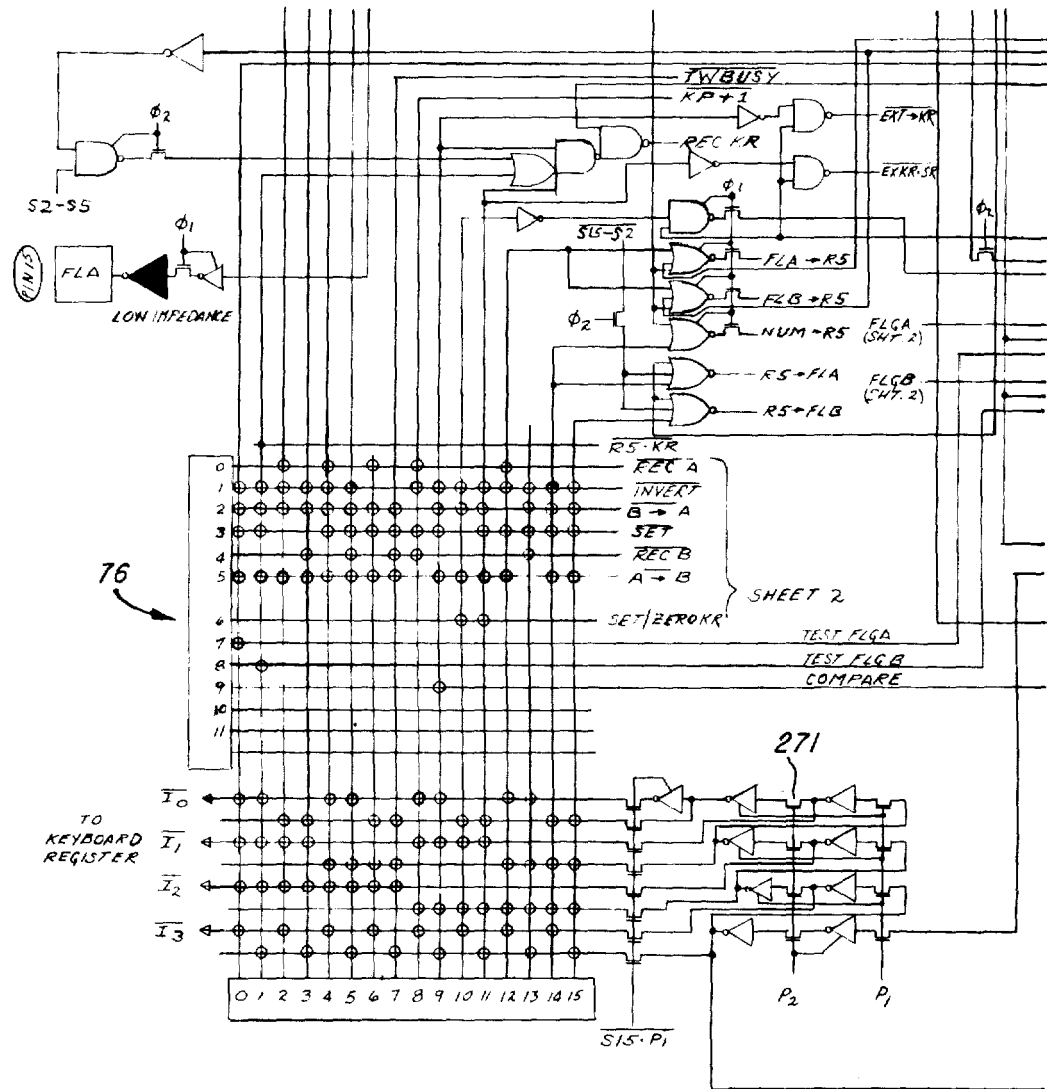 TWBUSY
KP+1
φ2
EXT→KR
REC KR
EXKR·SR
S2-S5
φ1
φ2
S15-S2
φ1
PIN 15
FLA
FLA→R5
LOW IMPEDANCE
φ2
FLB→R5
NUM→R5
FLGA
(SHT. 2)
R5→FLA
FLGB
(SHT. 2)
R5→FLB
R5·KR
0 REC A
1 INVERT
2 B→A
3 SET
4 REC B
76
5 A→B
SHEET 2
6 SET/ZERO KR
7 TEST FLGA
8 TEST FLGB
9 COMPARE
10
11
271
I0
TO
KEYBOARD
REGISTER
I1
I2
I3
0 1 2 3 4 5 6 7 8 9 10 11 12 13 14 15
P2 P1
S15·P1